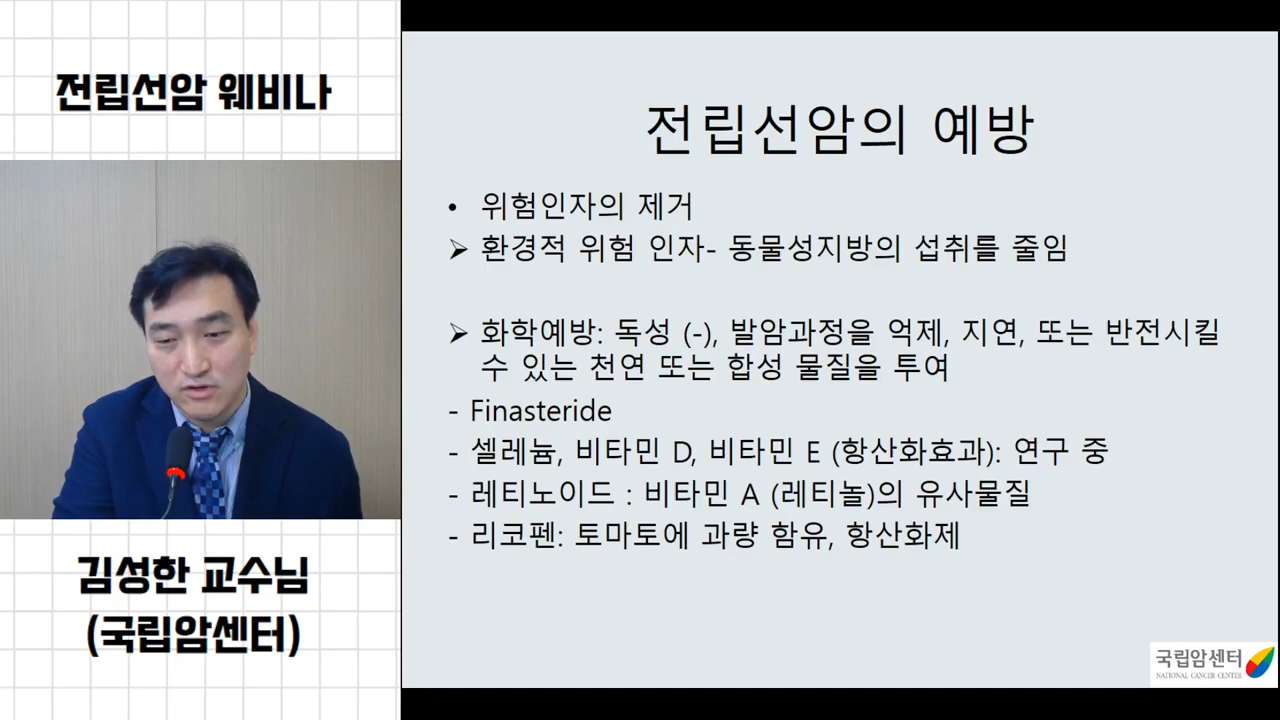 전립선암 웨비나
김성한 교수님
(국립암센터)
전립선암의 예방
• 위험인자의 제거
➢ 환경적 위험 인자- 동물성지방의 섭취를 줄임
➢ 화학예방: 독성 (-), 발암과정을 억제, 지연, 또는 반전시킬
수 있는 천연 또는 합성 물질을 투여
- Finasteride
- 셀레늄, 비타민 D, 비타민 E (항산화효과): 연구 중
- 레티노이드 : 비타민 A (레티놀)의 유사물질
- 리코펜: 토마토에 과량 함유, 항산화제
국립암센터
NATIONAL CANCER CENTER